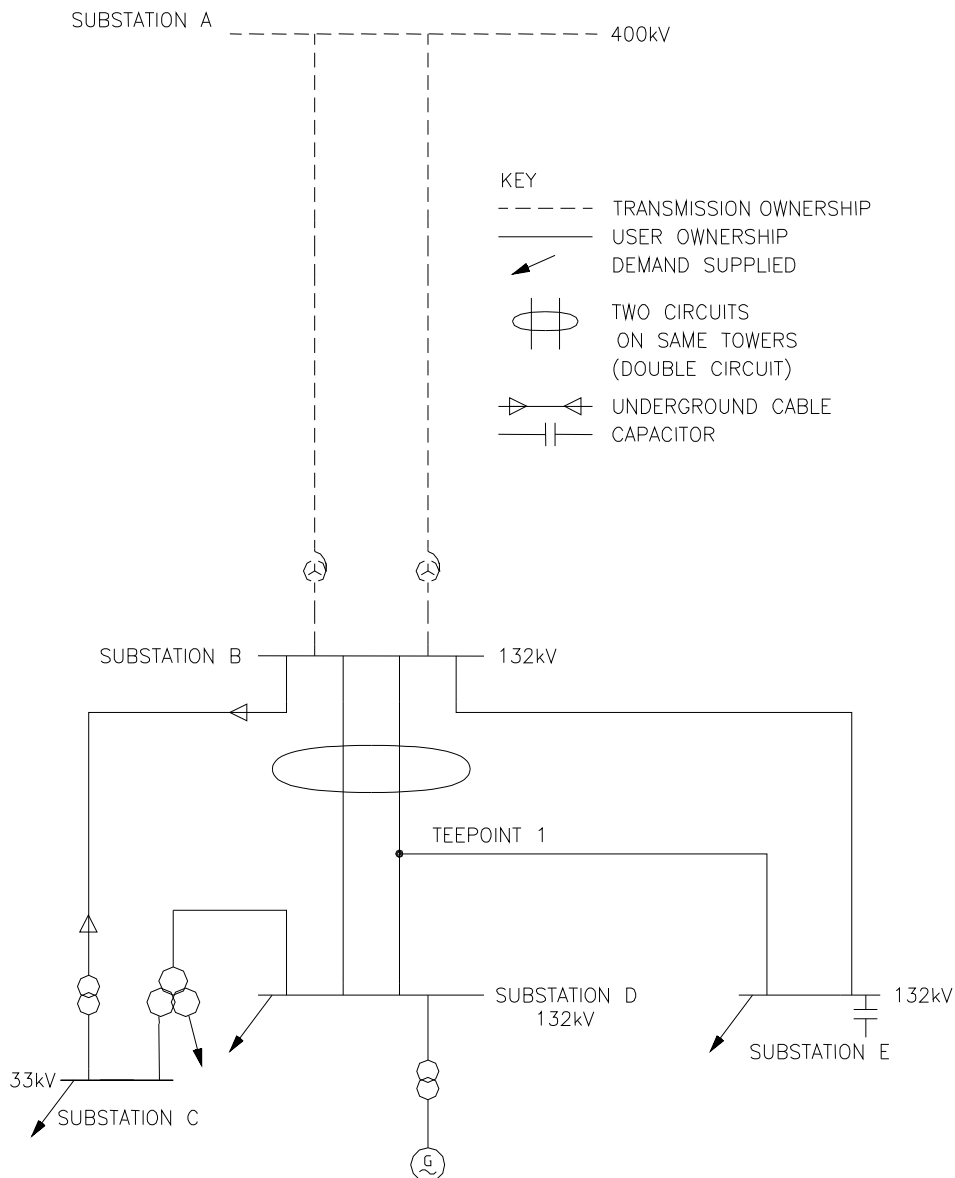 SUBSTATION A
400kV
KEY
TRANSMISSION OWNERSHIP
USER OWNERSHIP
DEMAND SUPPLIED
TWO CIRCUITS
ON SAME TOWERS
(DOUBLE CIRCUIT)
UNDERGROUND CABLE
CAPACITOR
SUBSTATION B
132kV
TEEPOINT 1
SUBSTATION D
132kV
132kV
SUBSTATION E
33kV
SUBSTATION C
G